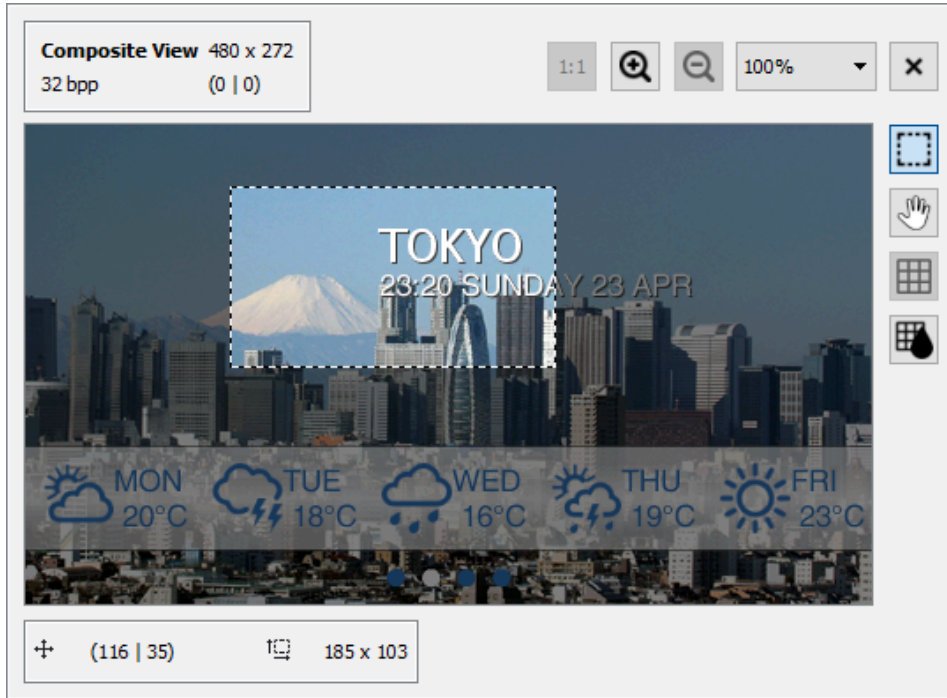 Composite View 480 x 272
32 bpp (0 | 0)
1:1 100%
TOKYO
23:20 SUNDAY 23 APR
MON TUE WED THU FRI
20°C 18°C 16°C 19°C 23°C
(116 | 35) 185 x 103